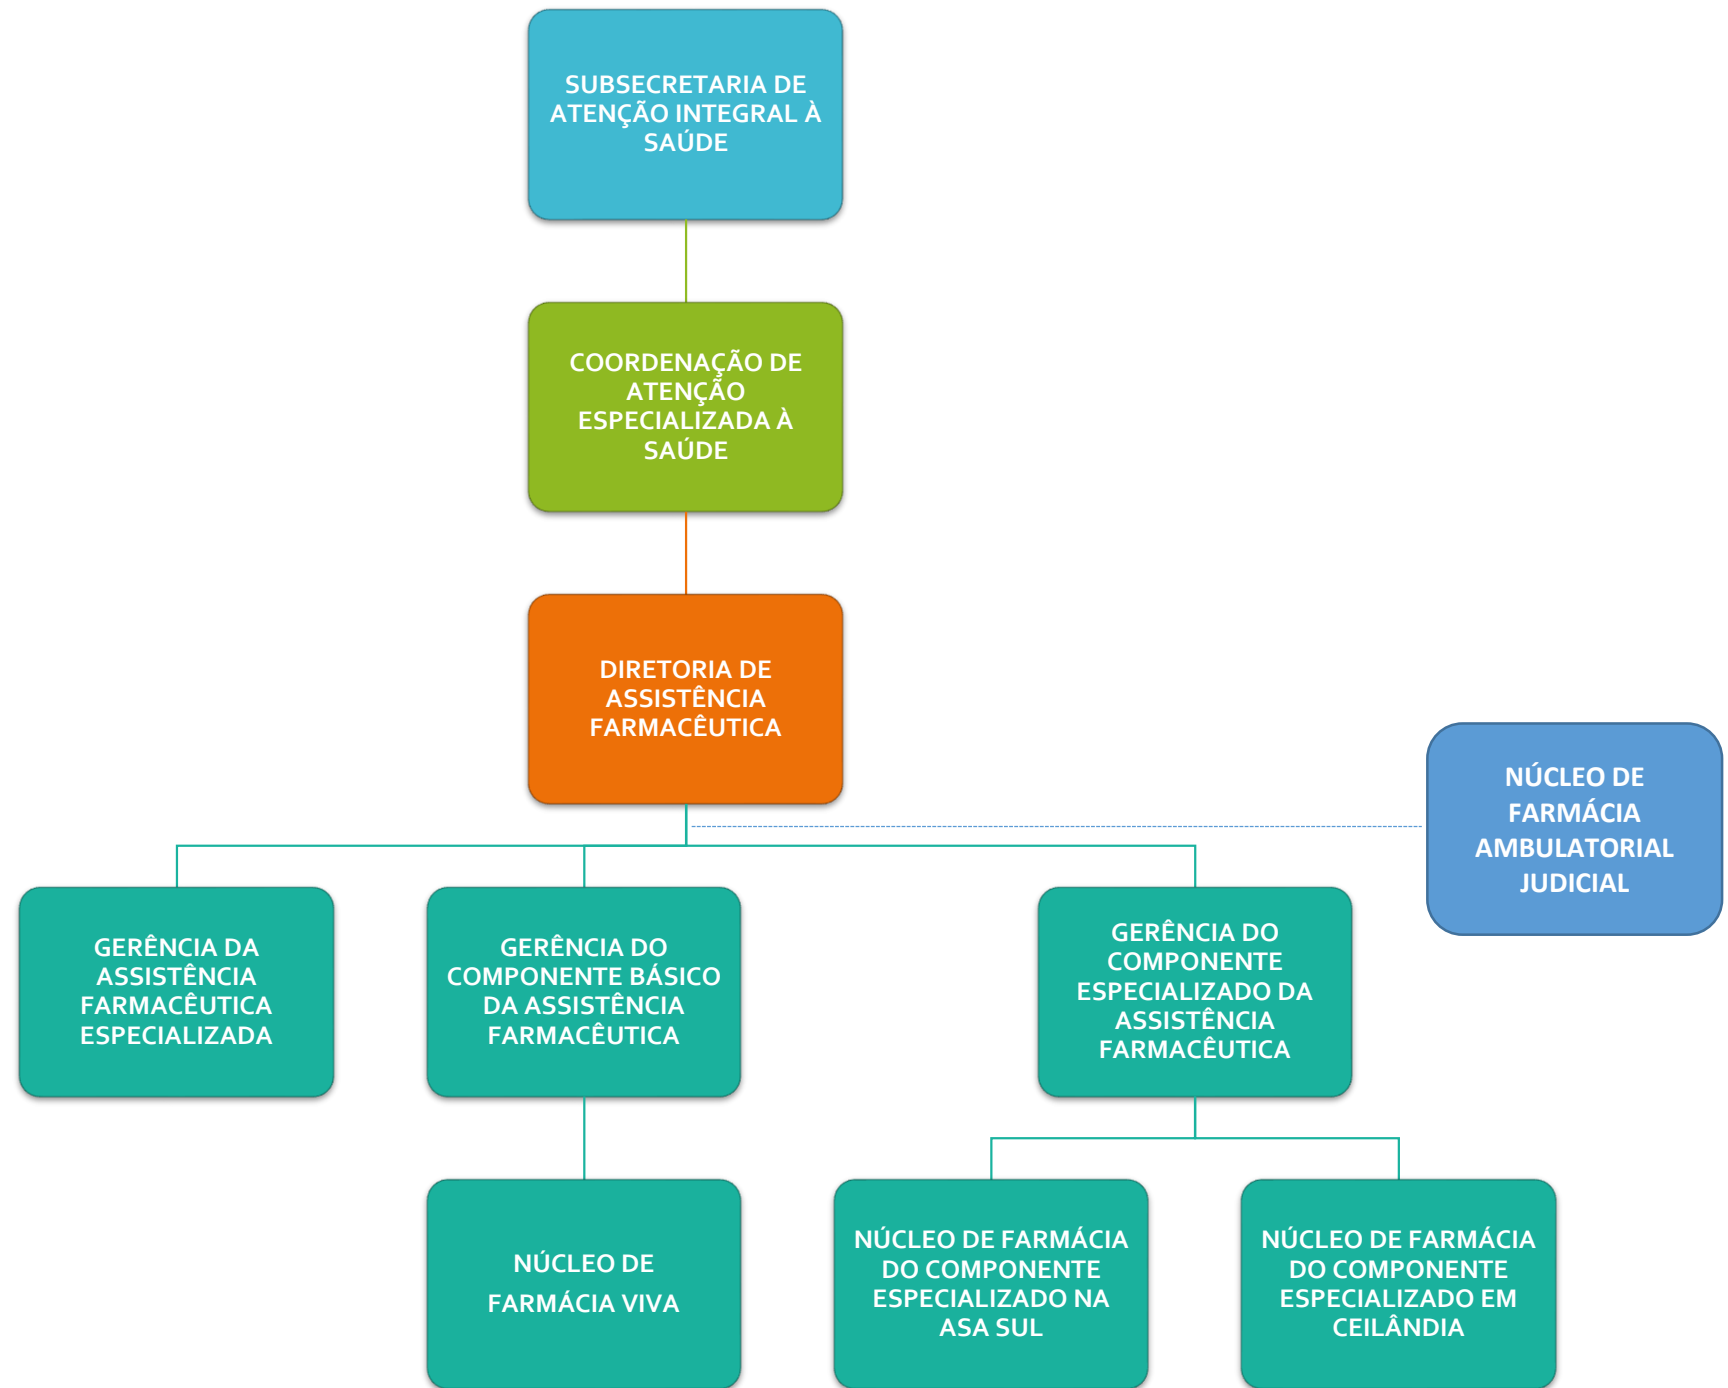 SUBSECRETARIA DE
ATENÇÃO INTEGRAL À
SAÚDE
COORDENAÇÃO DE
ATENÇÃO
ESPECIALIZADA À
SAÚDE
DIRETORIA DE
ASSISTÊNCIA
FARMACÊUTICA
NÚCLEO DE
FARMÁCIA
AMBULATORIAL
JUDICIAL
GERÊNCIA DA
ASSISTÊNCIA
FARMACÊUTICA
ESPECIALIZADA
GERÊNCIA DO
COMPONENTE BÁSICO
DA ASSISTÊNCIA
FARMACÊUTICA
GERÊNCIA DO
COMPONENTE
ESPECIALIZADO DA
ASSISTÊNCIA
FARMACÊUTICA
NÚCLEO DE
FARMÁCIA VIVA
NÚCLEO DE FARMÁCIA
DO COMPONENTE
ESPECIALIZADO NA
ASA SUL
NÚCLEO DE FARMÁCIA
DO COMPONENTE
ESPECIALIZADO EM
CEILÂNDIA